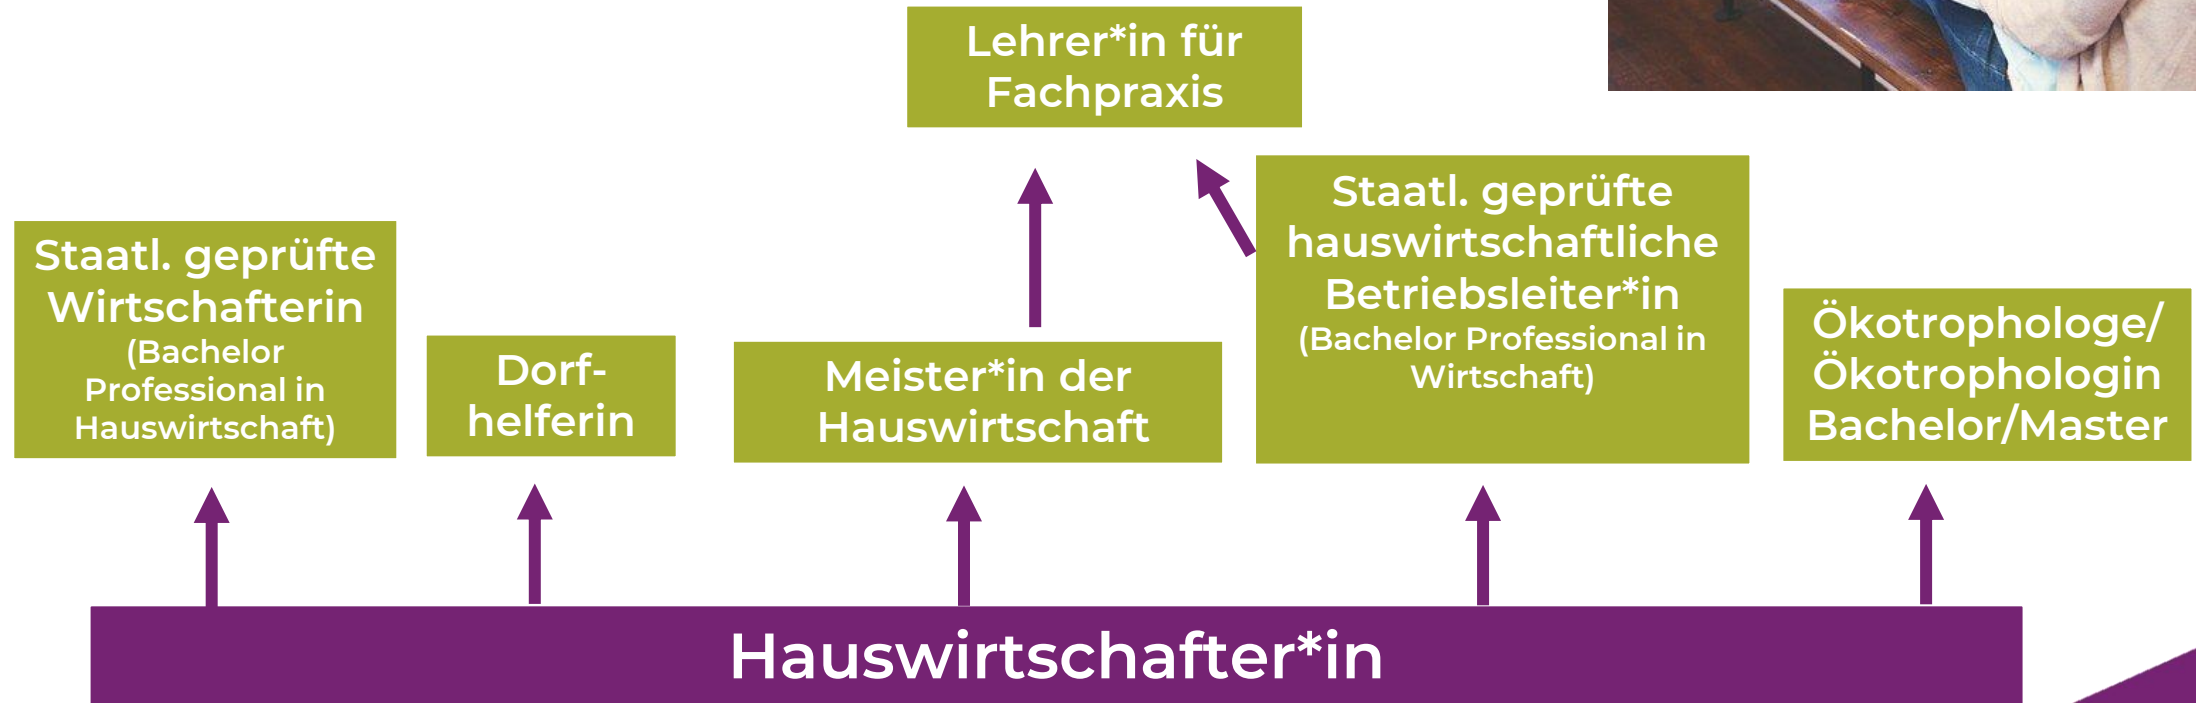 Lehrer*in für
Fachpraxis
Staatl. geprüfte
Wirtschafterin
(Bachelor
Professional in
Hauswirtschaft)
Dorf-
helferin
Meister*in der
Hauswirtschaft
Staatl. geprüfte
hauswirtschaftliche
Betriebsleiter*in
(Bachelor Professional in
Wirtschaft)
Ökotrophologe/
Ökotrophologin
Bachelor/Master
Hauswirtschafter*in